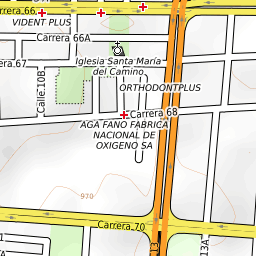 Carrera.66
VIDENT PLUS
Carrera 66A
Iglesia Santa María
del Camino
Carrera.67
Calle.10B
ORTHODONTPLUS
Carrera 68
AGA FANO FABRICA
NACIONAL DE
OXIGENO SA
970
Carrera.70
13A